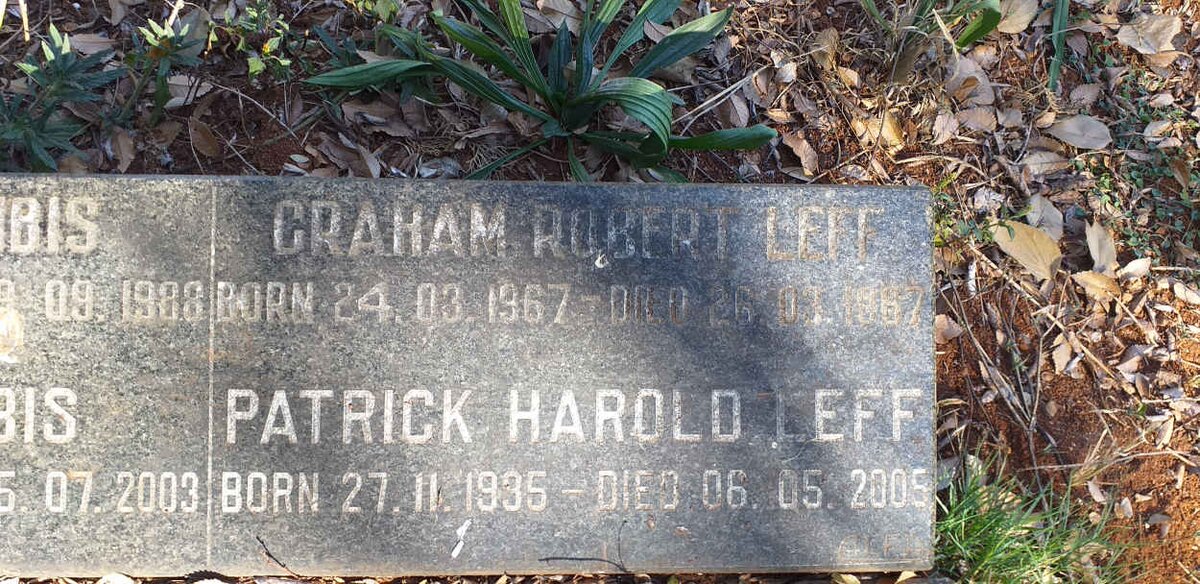 BIS
09. 1988
BIS
07. 2003
GRAHAM ROBERT LEFF
BORN 24. 03. 1967 - DIED 26. 03. 1967
PATRICK HAROLD LEFF
BORN 27. 11. 1935 - DIED 06. 05. 2005